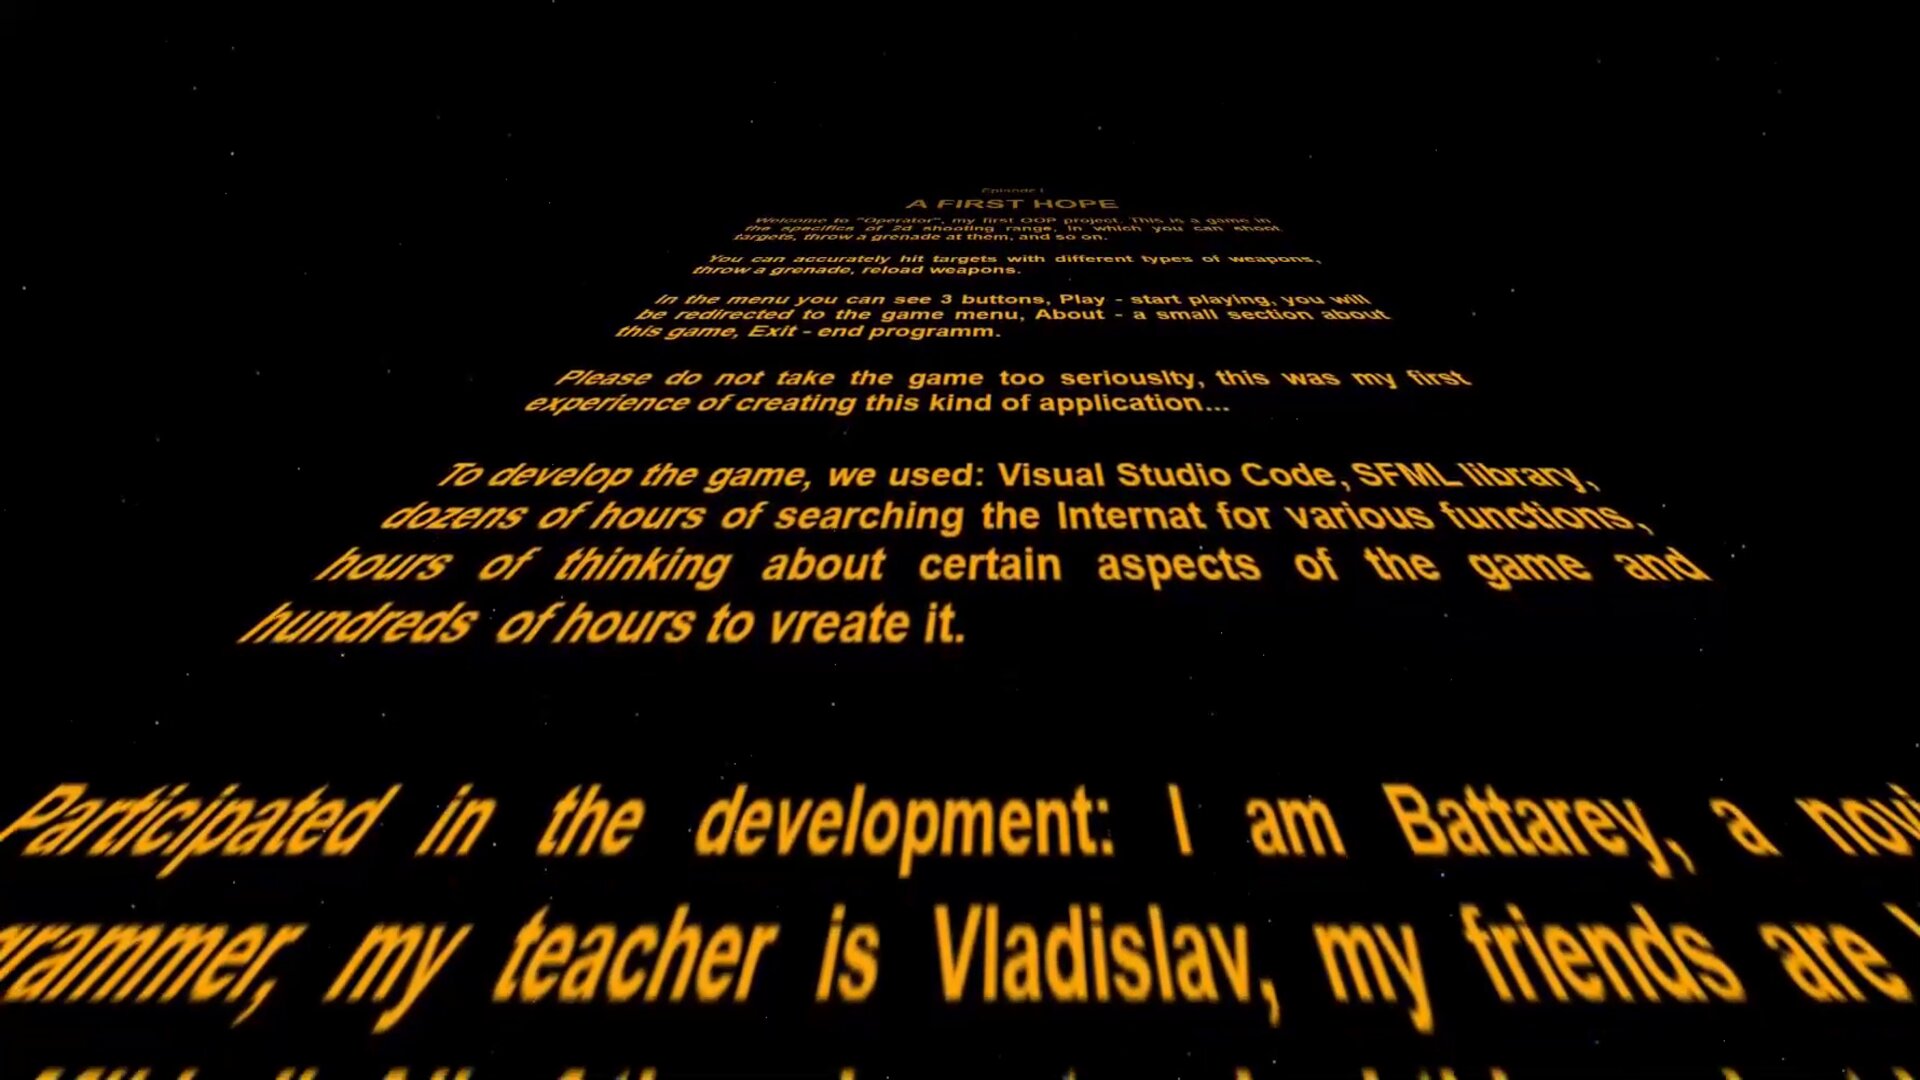 Episode I
A FIRST HOPE
Welcome to "Operator", my first OOP project. This is a game in
the specifics of 2d shooting range, in which you can shoot
targets, throw a grenade at them, and so on.
You can accurately hit targets with different types of weapons,
throw a grenade, reload weapons.
In the menu you can see 3 buttons, Play - start playing, you will
be redirected to the game menu, About - a small section about
this game, Exit - end programm.
Please do not take the game too seriouslty, this was my first
experience of creating this kind of application...
To develop the game, we used: Visual Studio Code, SFML library,
dozens of hours of searching the Internat for various functions,
hours of thinking about certain aspects of the game and
hundreds of hours to vreate it.
Participated in the development: I am Battarey, a novi
grammer, my teacher is Vladislav, my friends are